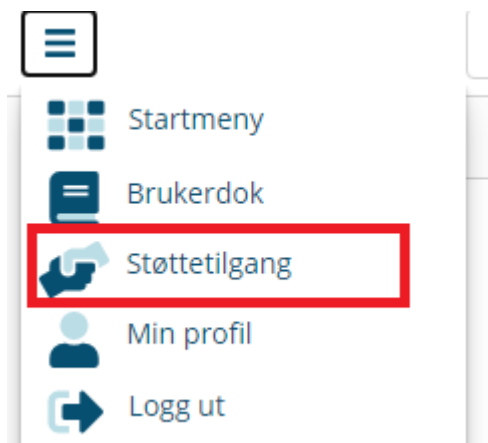 Startmeny
Brukerdok
Støttetilgang
Min profil
Logg ut